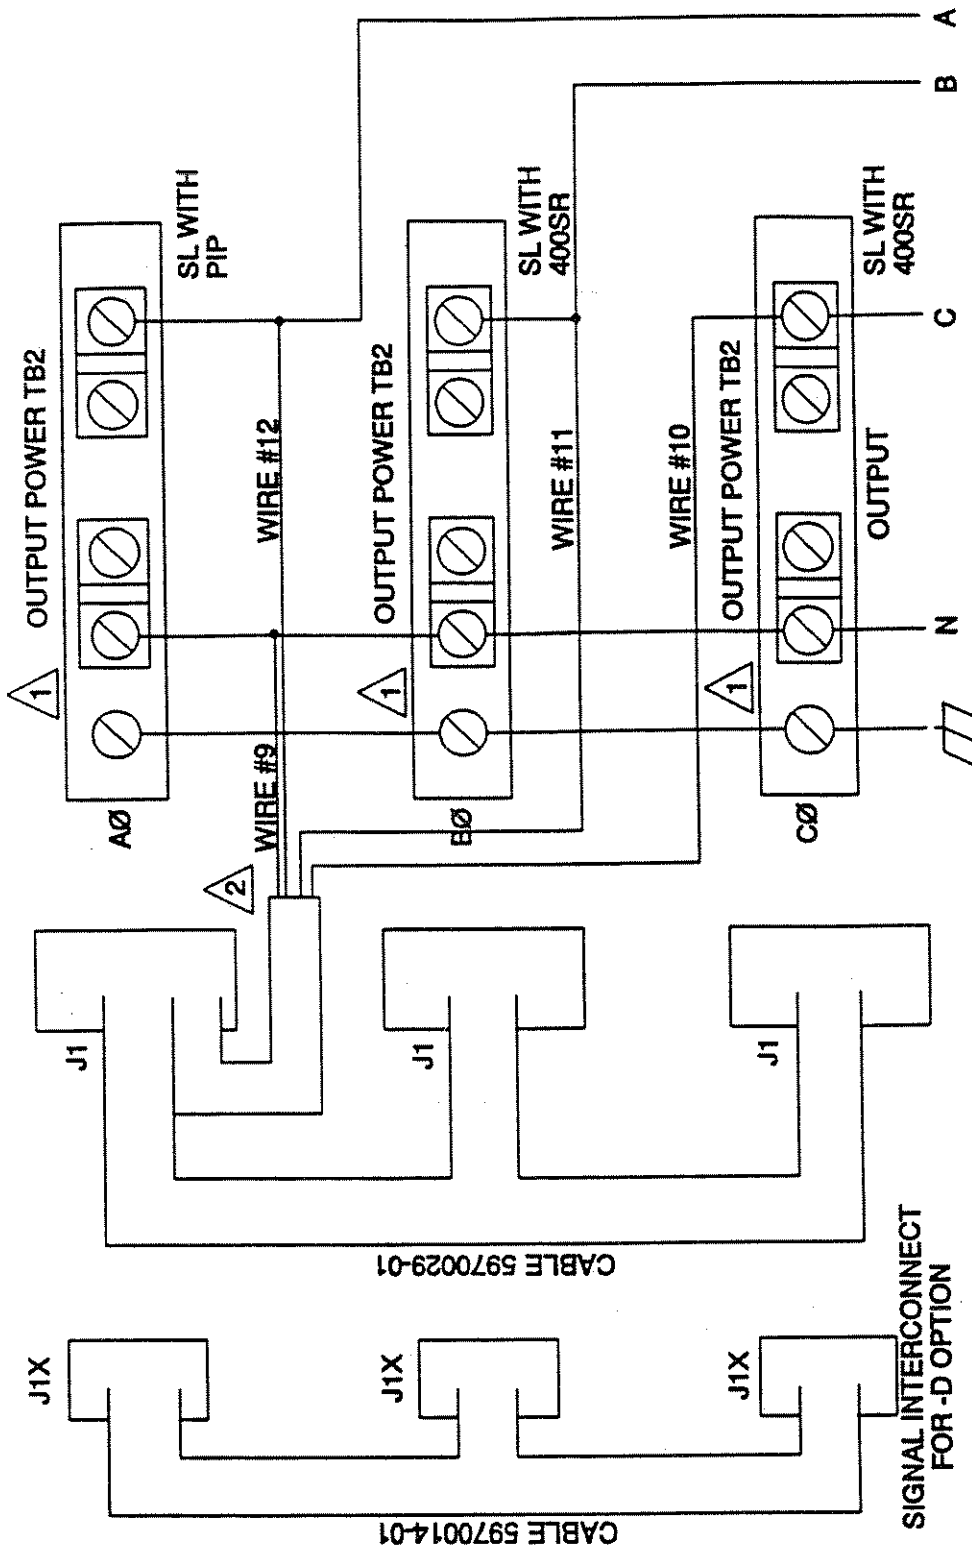 OUTPUT POWER TB2
SL WITH
PIP
1
AØ
WIRE #12
WIRE #9
2
OUTPUT POWER TB2
SL WITH
400SR
1
BØ
WIRE #11
WIRE #10
OUTPUT POWER TB2
SL WITH
400SR
1
CØ
OUTPUT
A
B
C
N
J1
J1
J1
CABLE 5970029-01
J1X
J1X
J1X
CABLE 5970014-01
SIGNAL INTERCONNECT
FOR -D OPTION